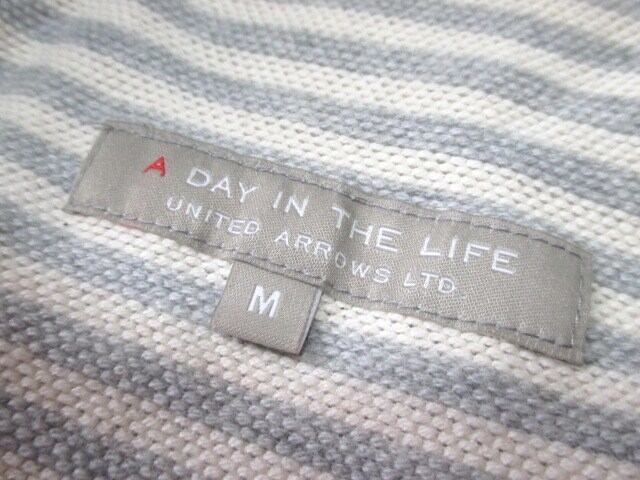 A DAY IN THE LIFE
UNITED ARROWS LTD.
M